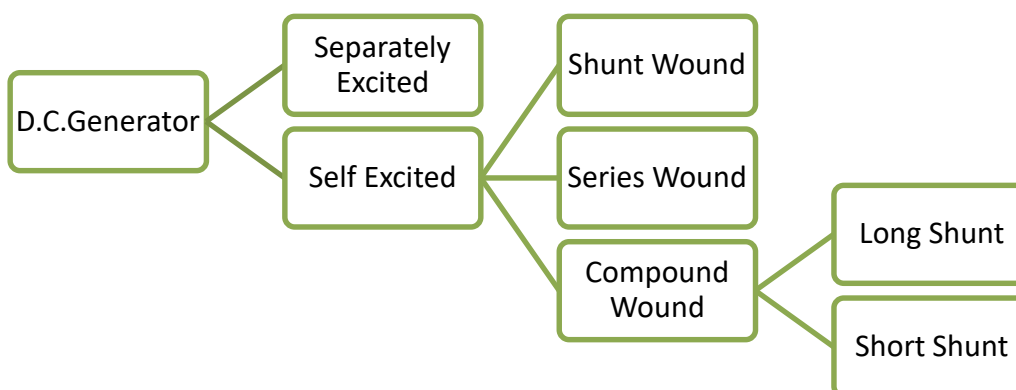 D.C.Generator
Separately
Excited
Self Excited
Shunt Wound
Series Wound
Compound
Wound
Long Shunt
Short Shunt